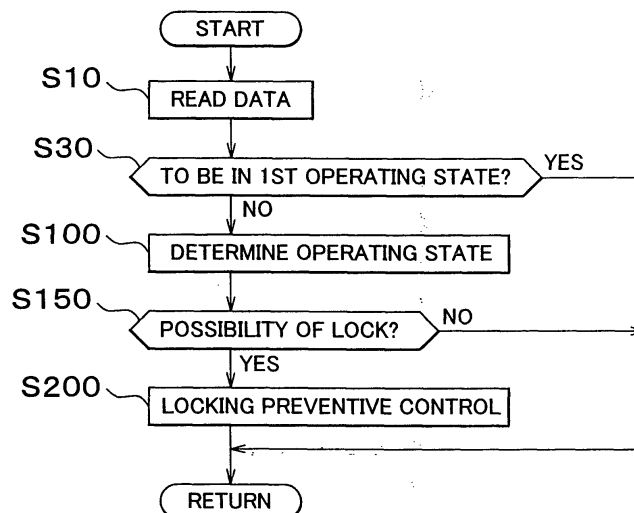 START
S10
READ DATA
S30
TO BE IN 1ST OPERATING STATE?
YES
NO
S100
DETERMINE OPERATING STATE
S150
POSSIBILITY OF LOCK?
NO
YES
S200
LOCKING PREVENTIVE CONTROL
RETURN